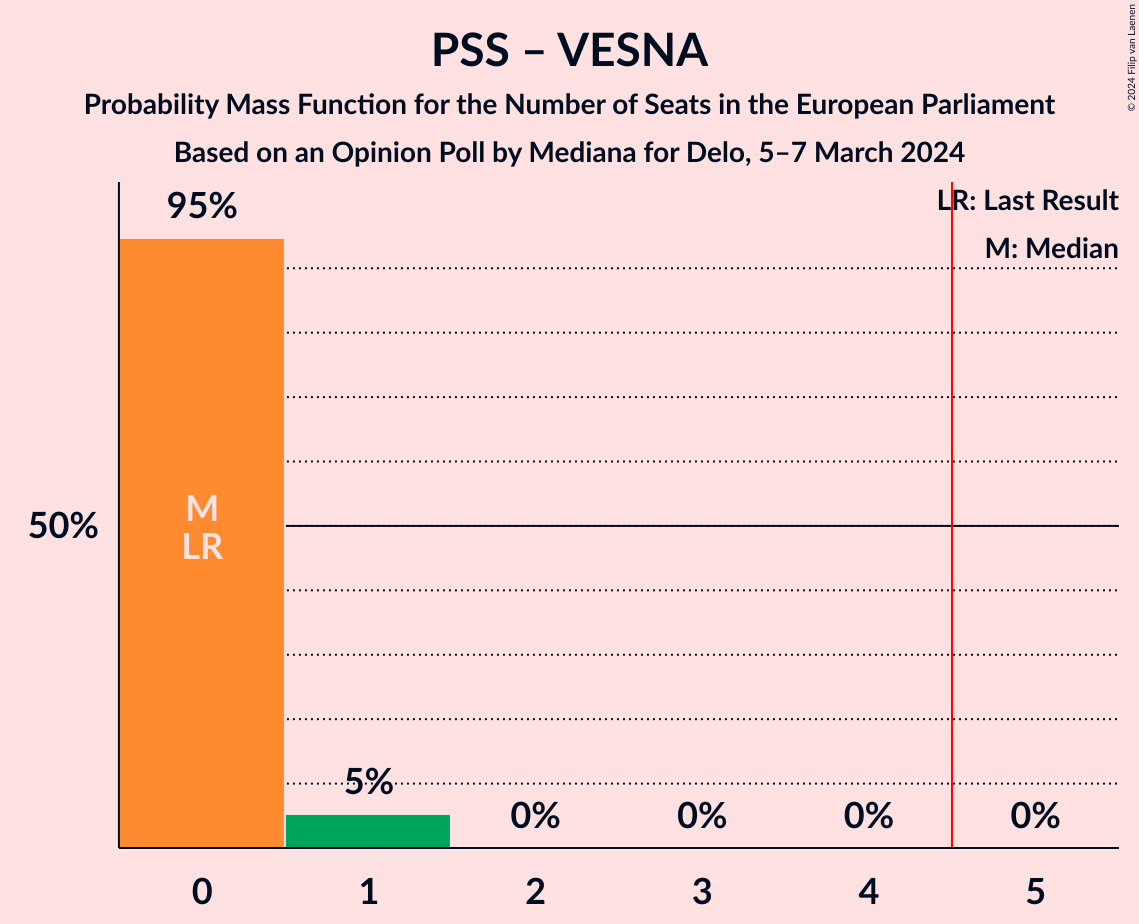 PSS – VESNA
Probability Mass Function for the Number of Seats in the European Parliament
Based on an Opinion Poll by Mediana for Delo, 5–7 March 2024
© 2024 Filip van Laenen
LR: Last Result
M: Median
95%
M
LR
50%
5%
0%
0%
0%
0%
0
1
2
3
4
5